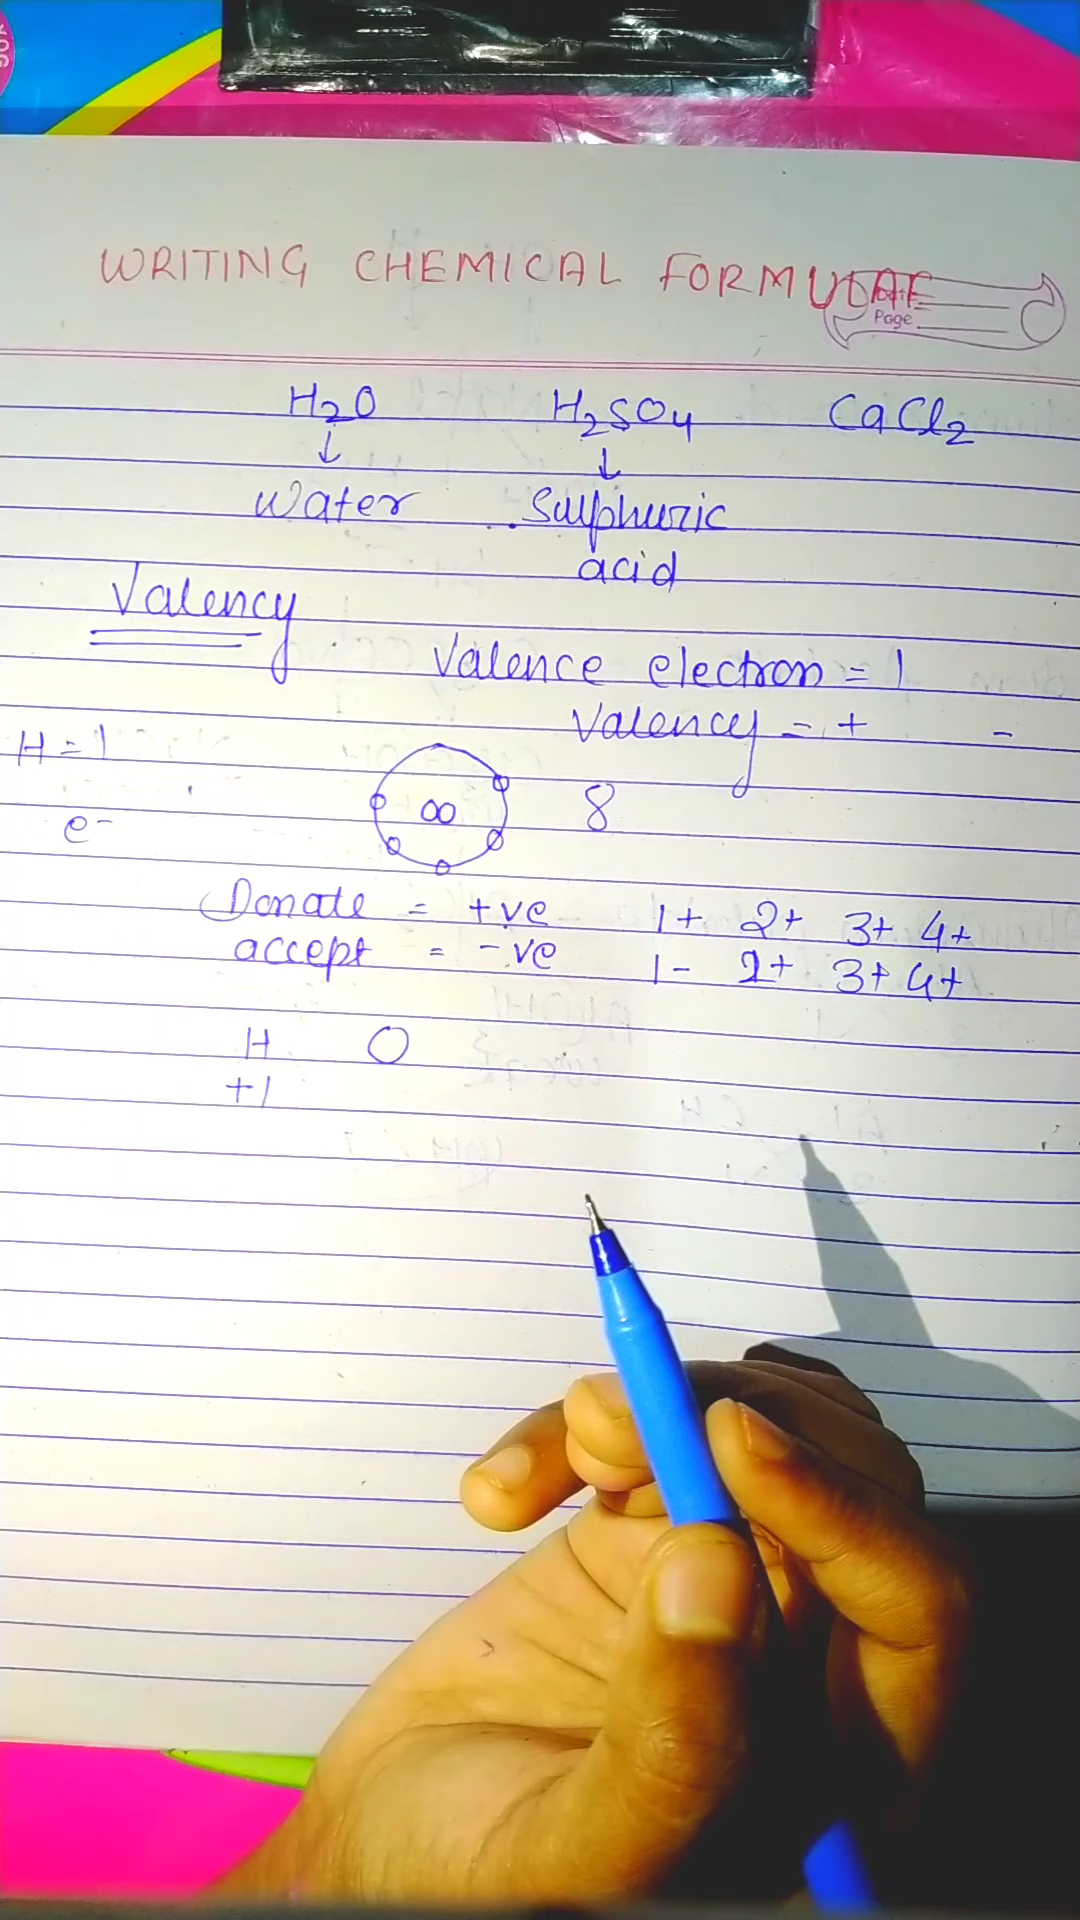 WRITING CHEMICAL FORMULAE
Page
H2O H2SO4 CaCl2
↓ ↓
Water Sulphuric
acid
Valency
Valence electron = 1
Valency = + -
H = 1
8
e-
Donate = +ve 1+ 2+ 3+ 4+
accept = -ve 1- 2+ 3+ 4+
H O
+1